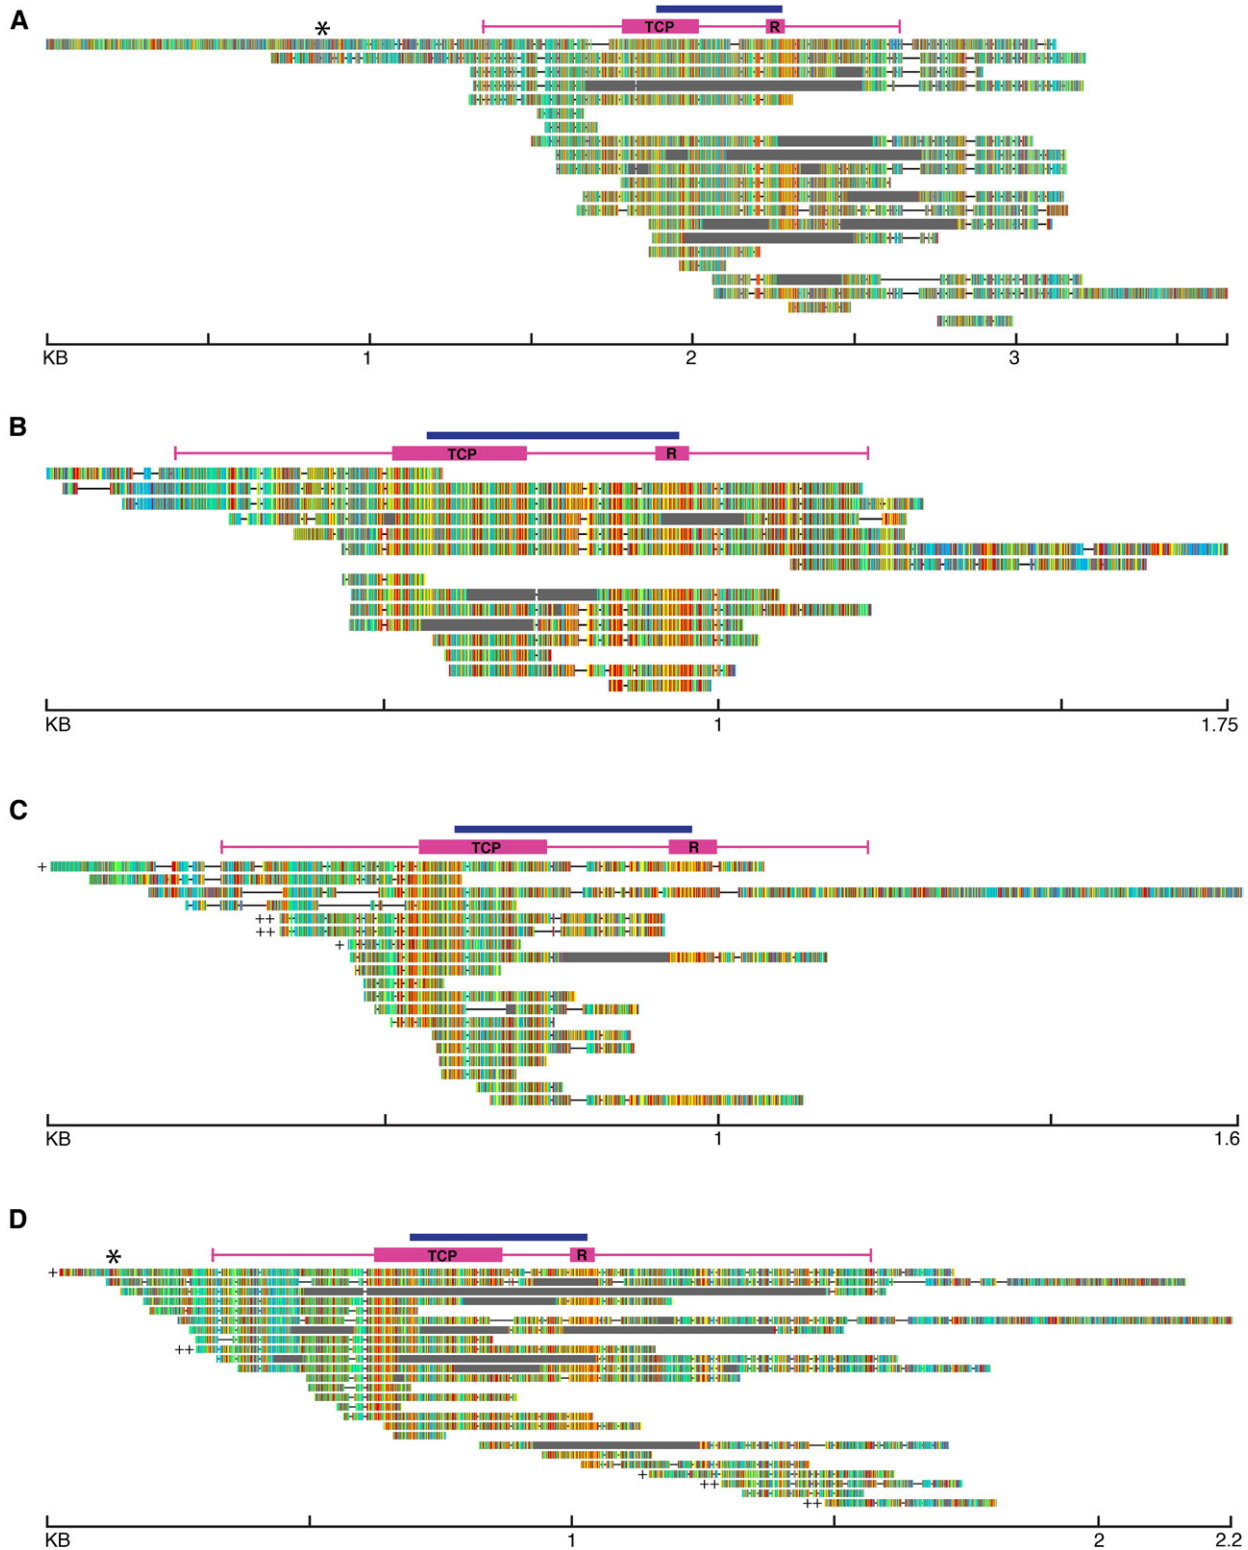 A
*
TCP R
KB 1 2 3
B
TCP R
KB 1 1.75
C
TCP R
+
++
++
+
KB 1 1.6
D
*
TCP R
+
++
+
++
++
KB 1 2 2.2